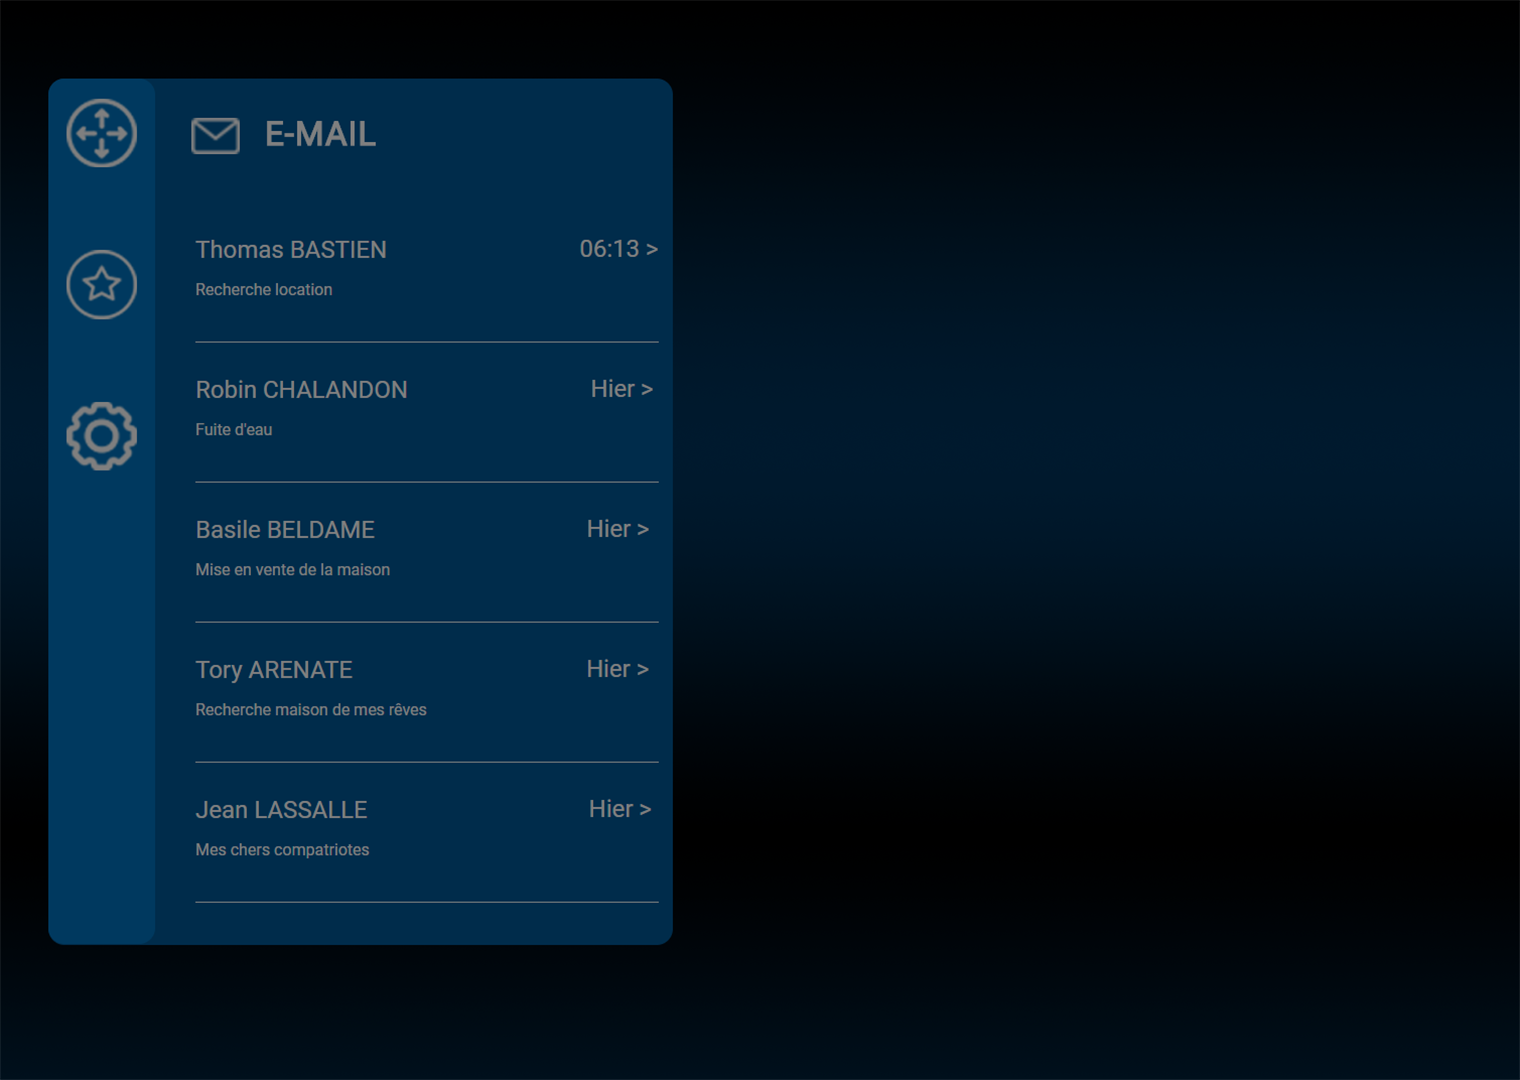 E-MAIL
Thomas BASTIEN 06:13 >
Recherche location
Robin CHALANDON Hier >
Fuite d'eau
Basile BELDAME Hier >
Mise en vente de la maison
Tory ARENATE Hier >
Recherche maison de mes rêves
Jean LASSALLE Hier >
Mes chers compatriotes